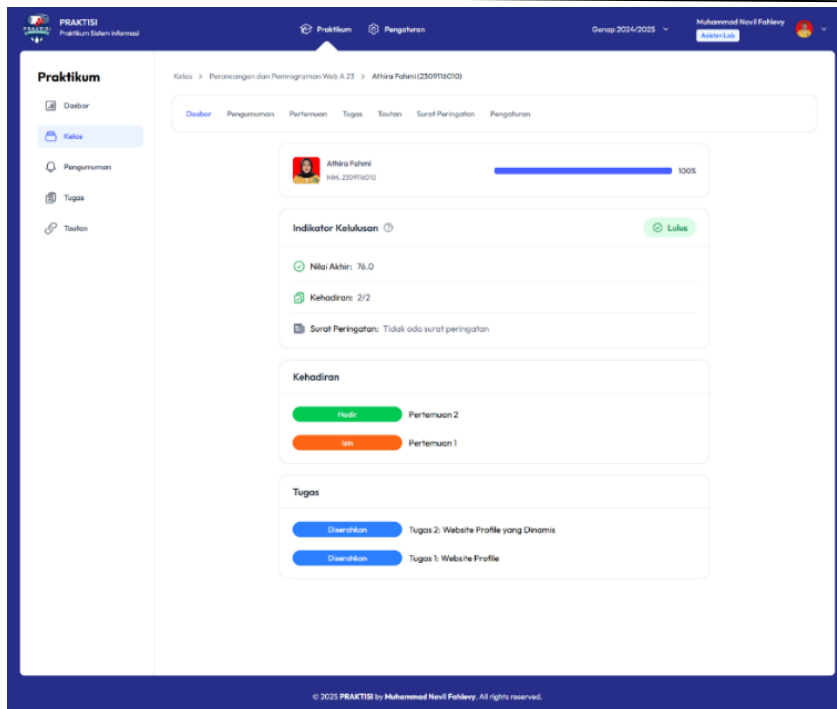 PRAKTISI
Praktikum Sistem Informasi
Praktikum
Pengaturan
Genap 2024/2025
Muhammad Novil Fahlevy
Asisten Lab
Praktikum
Dasbor
Kelas
Pengumuman
Tugas
Tautan
Kelas > Perancangan dan Pemrograman Web A 23 > Athira Fahmi (2309116010)
Dasbor Pengumuman Pertemuan Tugas Tautan Surat Peringatan Pengaturan
Athira Fahmi
NIM. 2309116010
100%
Indikator Kelulusan
Lulus
Nilai Akhir: 76.0
Kehadiran: 2/2
Surat Peringatan: Tidak ada surat peringatan
Kehadiran
Hadir Pertemuan 2
Izin Pertemuan 1
Tugas
Diserahkan Tugas 2: Website Profile yang Dinamis
Diserahkan Tugas 1: Website Profile
© 2025 PRAKTISI by Muhammad Novil Fahlevy. All rights reserved.